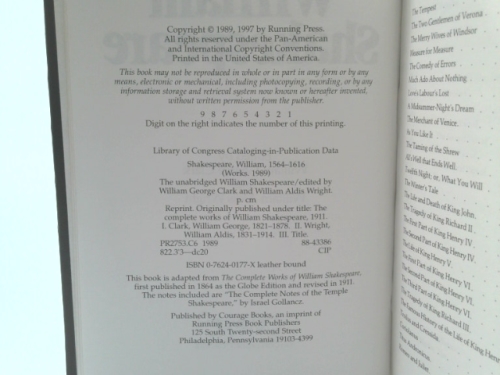 Copyright © 1989, 1997 by Running Press.
All rights reserved under the Pan-American
and International Copyright Conventions.
Printed in the United States of America.
This book may not be reproduced in whole or in part in any form or by any
means, electronic or mechanical, including photocopying, recording, or by any
information storage and retrieval system now known or hereafter invented,
without written permission from the publisher.
9 8 7 6 5 4 3 2 1
Digit on the right indicates the number of this printing.
Library of Congress Cataloging-in-Publication Data
Shakespeare, William, 1564–1616
(Works. 1989)
The unabridged William Shakespeare/edited by
William George Clark and William Aldis Wright.
p. cm.
Reprint. Originally published under title: The
complete works of William Shakespeare, 1911.
I. Clark, William George, 1821–1878. II. Wright,
William Aldis, 1831–1914. III. Title.
PR2753.C6 1989 88-43386
822.3'3—dc20 CIP
ISBN 0-7624-0177-X leather bound
This book is adapted from The Complete Works of William Shakespeare,
first published in 1864 as the Globe Edition and revised in 1911.
The notes included are "The Complete Notes of the Temple
Shakespeare," by Israel Gollancz.
Published by Courage Books, an imprint of
Running Press Book Publishers
125 South Twenty-second Street
Philadelphia, Pennsylvania 19103-4399
The Tempest
The Two Gentlemen of Verona
The Merry Wives of Windsor
Measure for Measure
The Comedy of Errors
Much Ado About Nothing
Love's Labour's Lost
A Midsummer-Night's Dream
The Merchant of Venice
As You Like It
The Taming of the Shrew
All's Well that Ends Well
Twelfth Night; or, What You Will
The Winter's Tale
The Life and Death of King John
The Tragedy of King Richard II
The First Part of King Henry IV
The Second Part of King Henry IV
The Life of King Henry V
The First Part of King Henry VI
The Second Part of King Henry VI
The Third Part of King Henry VI
The Tragedy of King Richard III
The Famous History of the Life of King Henry
Troilus and Cressida
Titus Andronicus
Romeo and Juliet